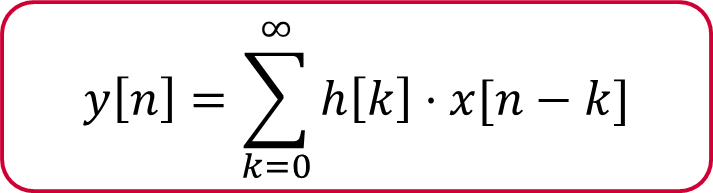 y[n] = ∑_{k=0}^{∞} h[k] · x[n − k]